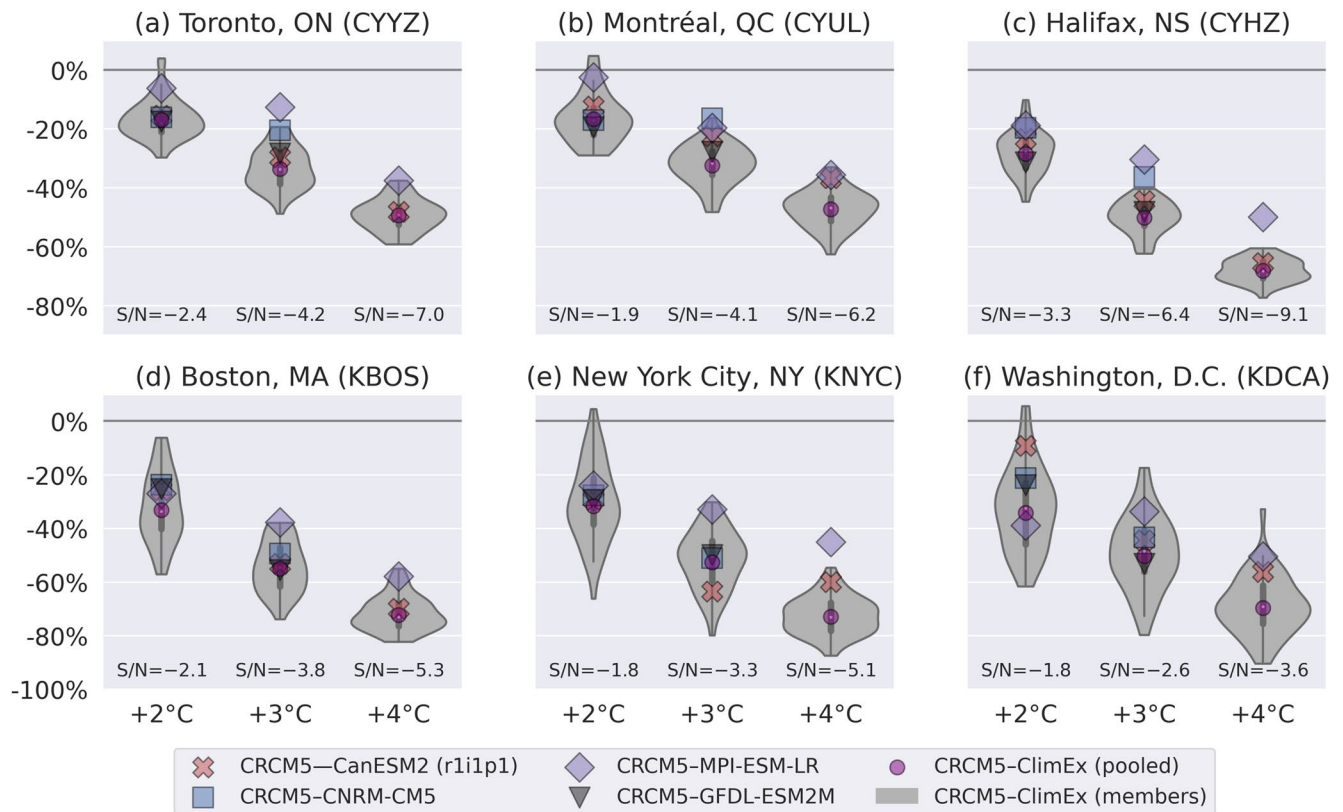 (a) Toronto, ON (CYYZ) (b) Montréal, QC (CYUL) (c) Halifax, NS (CYHZ)
0%
-20%
-40%
-60%
-80%
S/N=−2.4 S/N=−4.2 S/N=−7.0 S/N=−1.9 S/N=−4.1 S/N=−6.2 S/N=−3.3 S/N=−6.4 S/N=−9.1
(d) Boston, MA (KBOS) (e) New York City, NY (KNYC) (f) Washington, D.C. (KDCA)
0%
-20%
-40%
-60%
-80%
S/N=−2.1 S/N=−3.8 S/N=−5.3 S/N=−1.8 S/N=−3.3 S/N=−5.1 S/N=−1.8 S/N=−2.6 S/N=−3.6
-100%
+2°C +3°C +4°C +2°C +3°C +4°C +2°C +3°C +4°C
CRCM5—CanESM2 (r1i1p1) CRCM5–MPI-ESM-LR CRCM5–ClimEx (pooled)
CRCM5–CNRM-CM5 CRCM5–GFDL-ESM2M CRCM5–ClimEx (members)